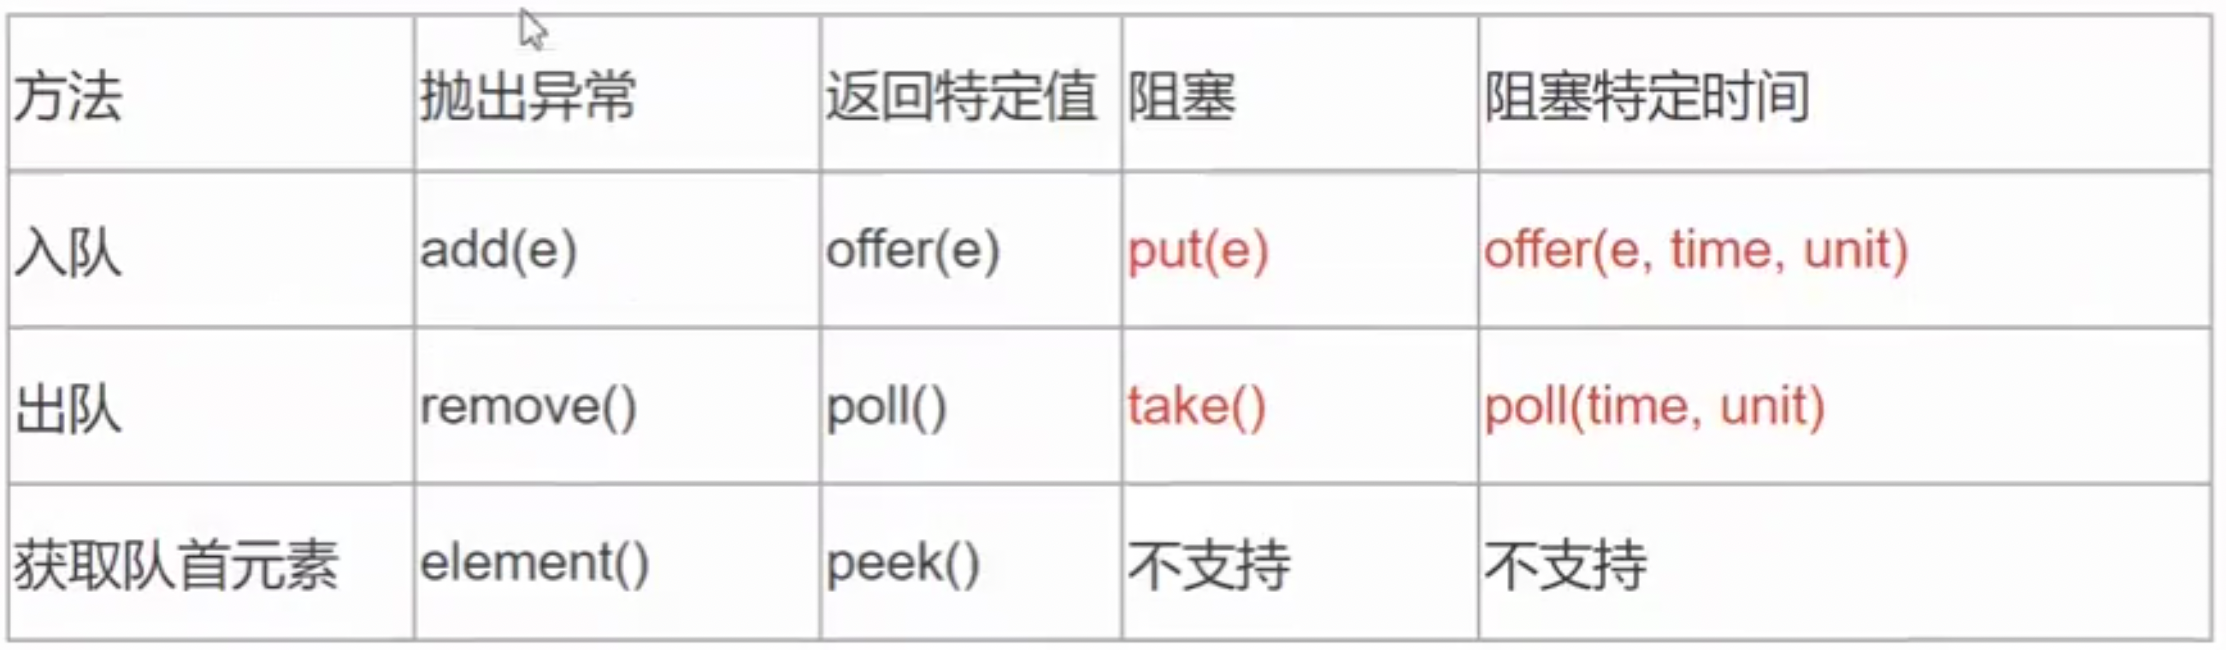 方法 抛出异常 返回特定值 阻塞 阻塞特定时间
入队 add(e) offer(e) put(e) offer(e, time, unit)
出队 remove() poll() take() poll(time, unit)
获取队首元素 element() peek() 不支持 不支持